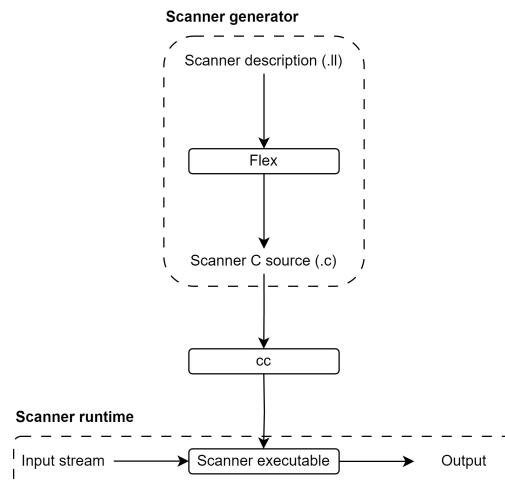 Scanner generator
Scanner description (.ll)
Flex
Scanner C source (.c)
cc
Scanner runtime
Input stream
Scanner executable
Output